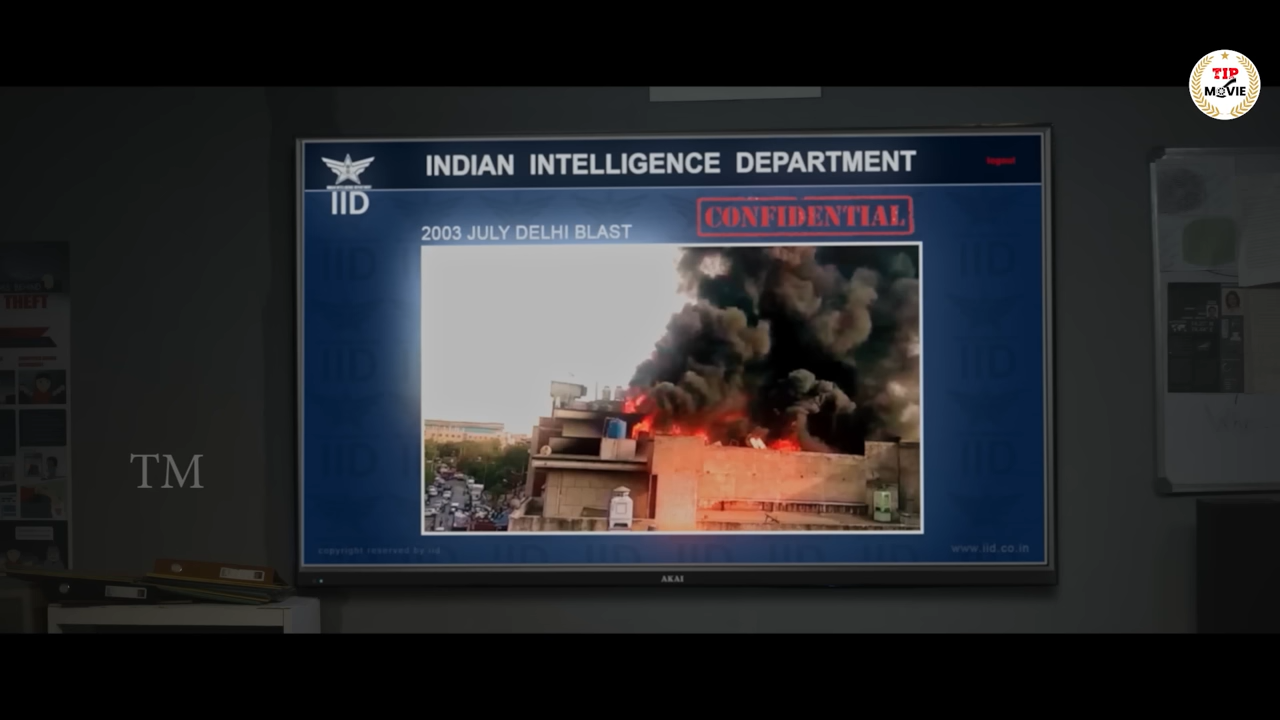 TIP
MOVIE
INDIAN INTELLIGENCE DEPARTMENT
logout
IID
CONFIDENTIAL
2003 JULY DELHI BLAST
THEFT
TM
copyright reserved by iid
www.iid.co.in
AKAI